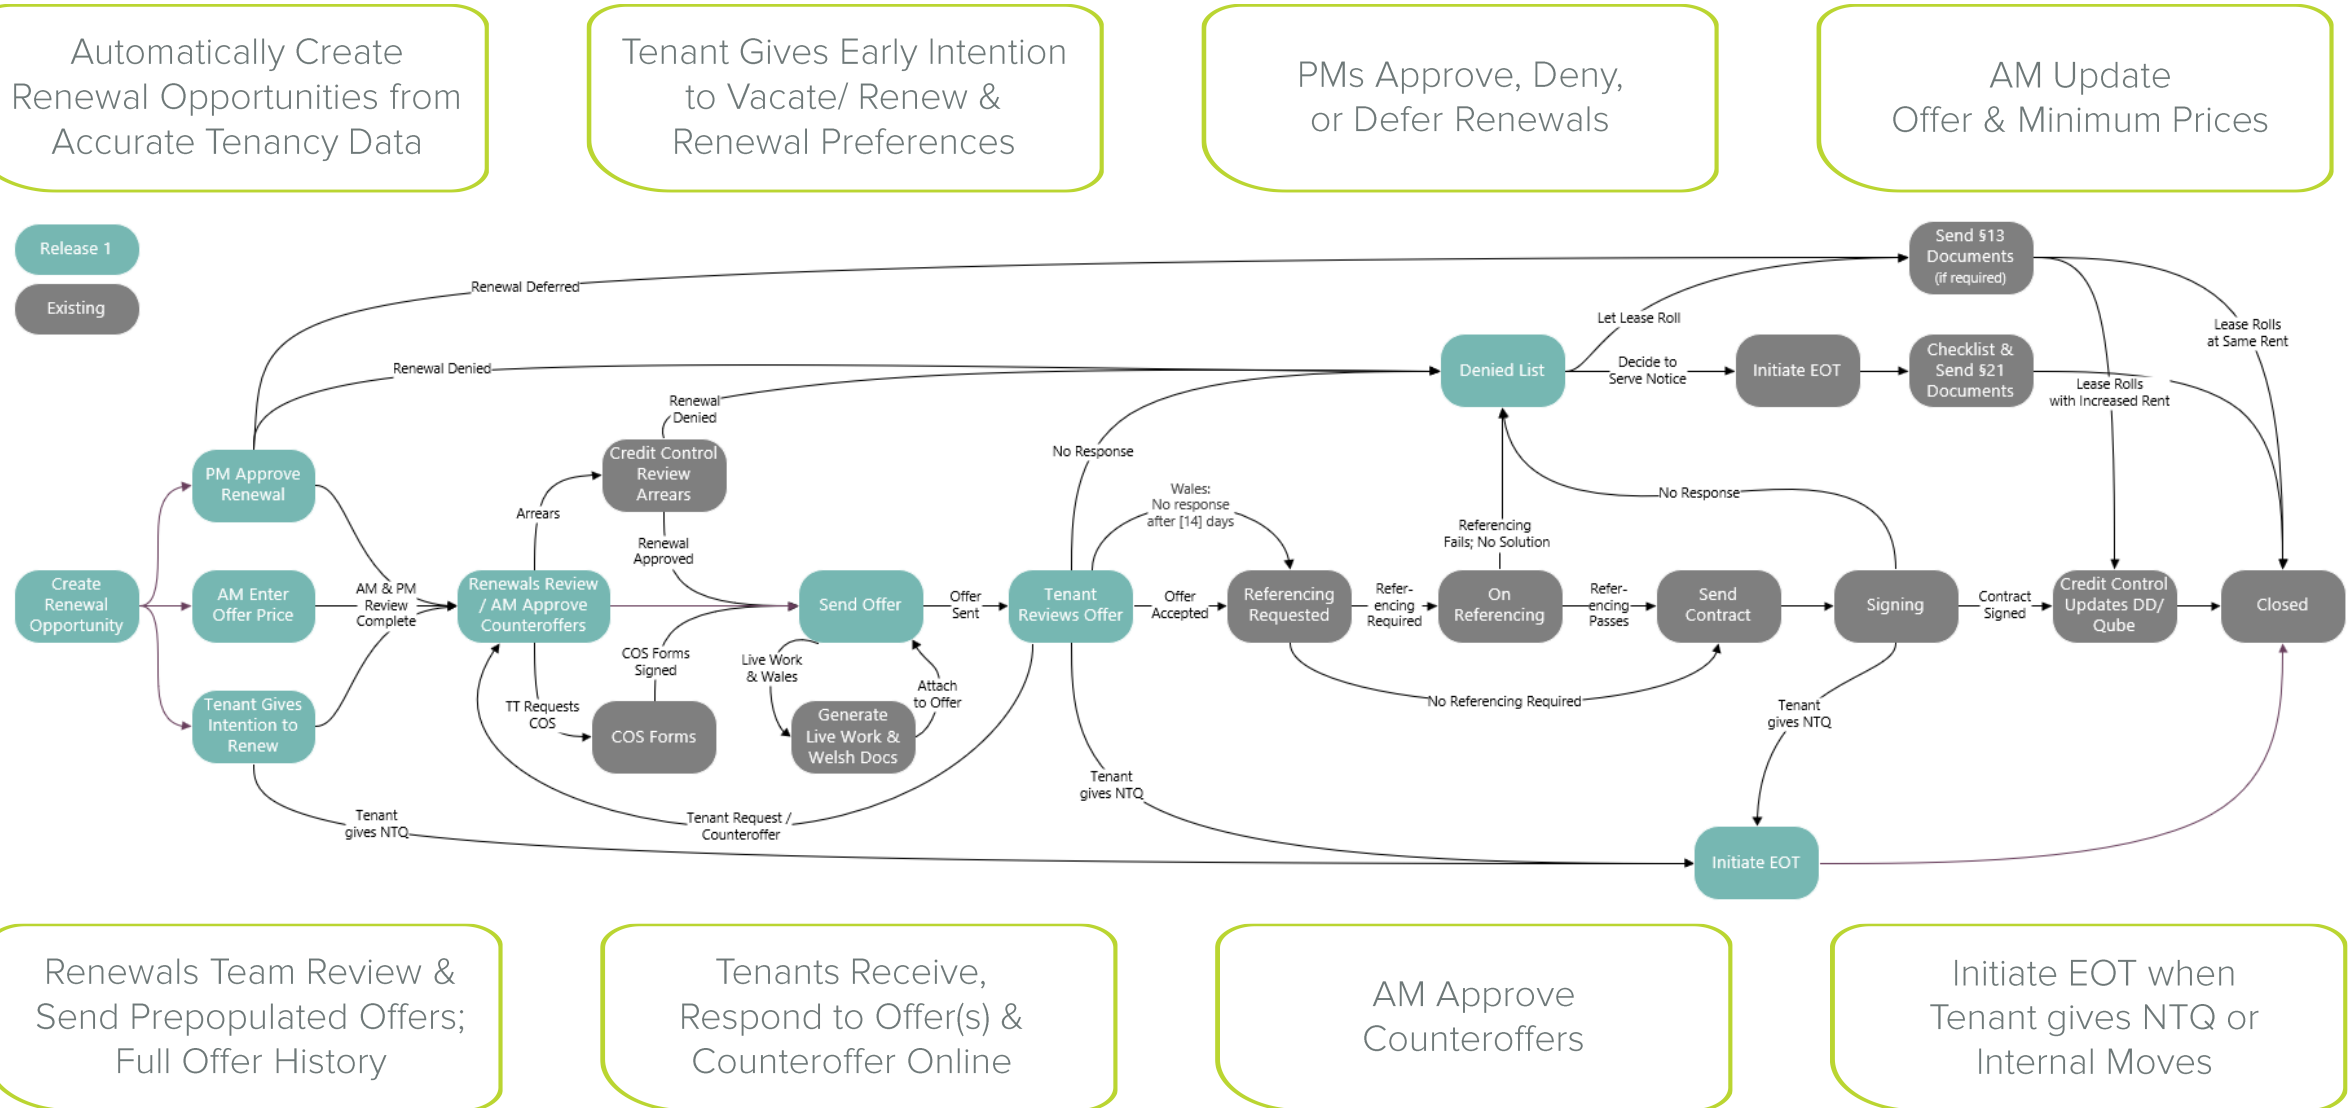 Automatically Create
Renewal Opportunities from
Accurate Tenancy Data
Tenant Gives Early Intention
to Vacate/ Renew &
Renewal Preferences
PMs Approve, Deny,
or Defer Renewals
AM Update
Offer & Minimum Prices
Release 1
Existing
Send §13
Documents
(if required)
Renewal Deferred
Let Lease Roll
Lease Rolls
at Same Rent
Renewal Denied
Denied List
Decide to
Serve Notice
Initiate EOT
Checklist &
Send §21
Documents
Lease Rolls
with Increased Rent
Renewal
Denied
Credit Control
Review
Arrears
No Response
PM Approve
Renewal
Wales:
No response
after [14] days
No Response
Arrears
Renewal
Approved
Referencing
Fails; No Solution
Create
Renewal
Opportunity
AM Enter
Offer Price
AM & PM
Review
Complete
Renewals Review
/ AM Approve
Counteroffers
Send Offer
Offer
Sent
Tenant
Reviews Offer
Offer
Accepted
Referencing
Requested
Refer-
encing
Required
On
Referencing
Refer-
encing
Passes
Send
Contract
Signing
Contract
Signed
Credit Control
Updates DD/
Qube
Closed
COS Forms
Signed
Live Work
& Wales
Attach
to Offer
Tenant Gives
Intention to
Renew
TT Requests
COS
COS Forms
Generate
Live Work &
Welsh Docs
No Referencing Required
Tenant
gives NTQ
Tenant
gives NTQ
Tenant
gives NTQ
Tenant Request /
Counteroffer
Initiate EOT
Renewals Team Review &
Send Prepopulated Offers;
Full Offer History
Tenants Receive,
Respond to Offer(s) &
Counteroffer Online
AM Approve
Counteroffers
Initiate EOT when
Tenant gives NTQ or
Internal Moves